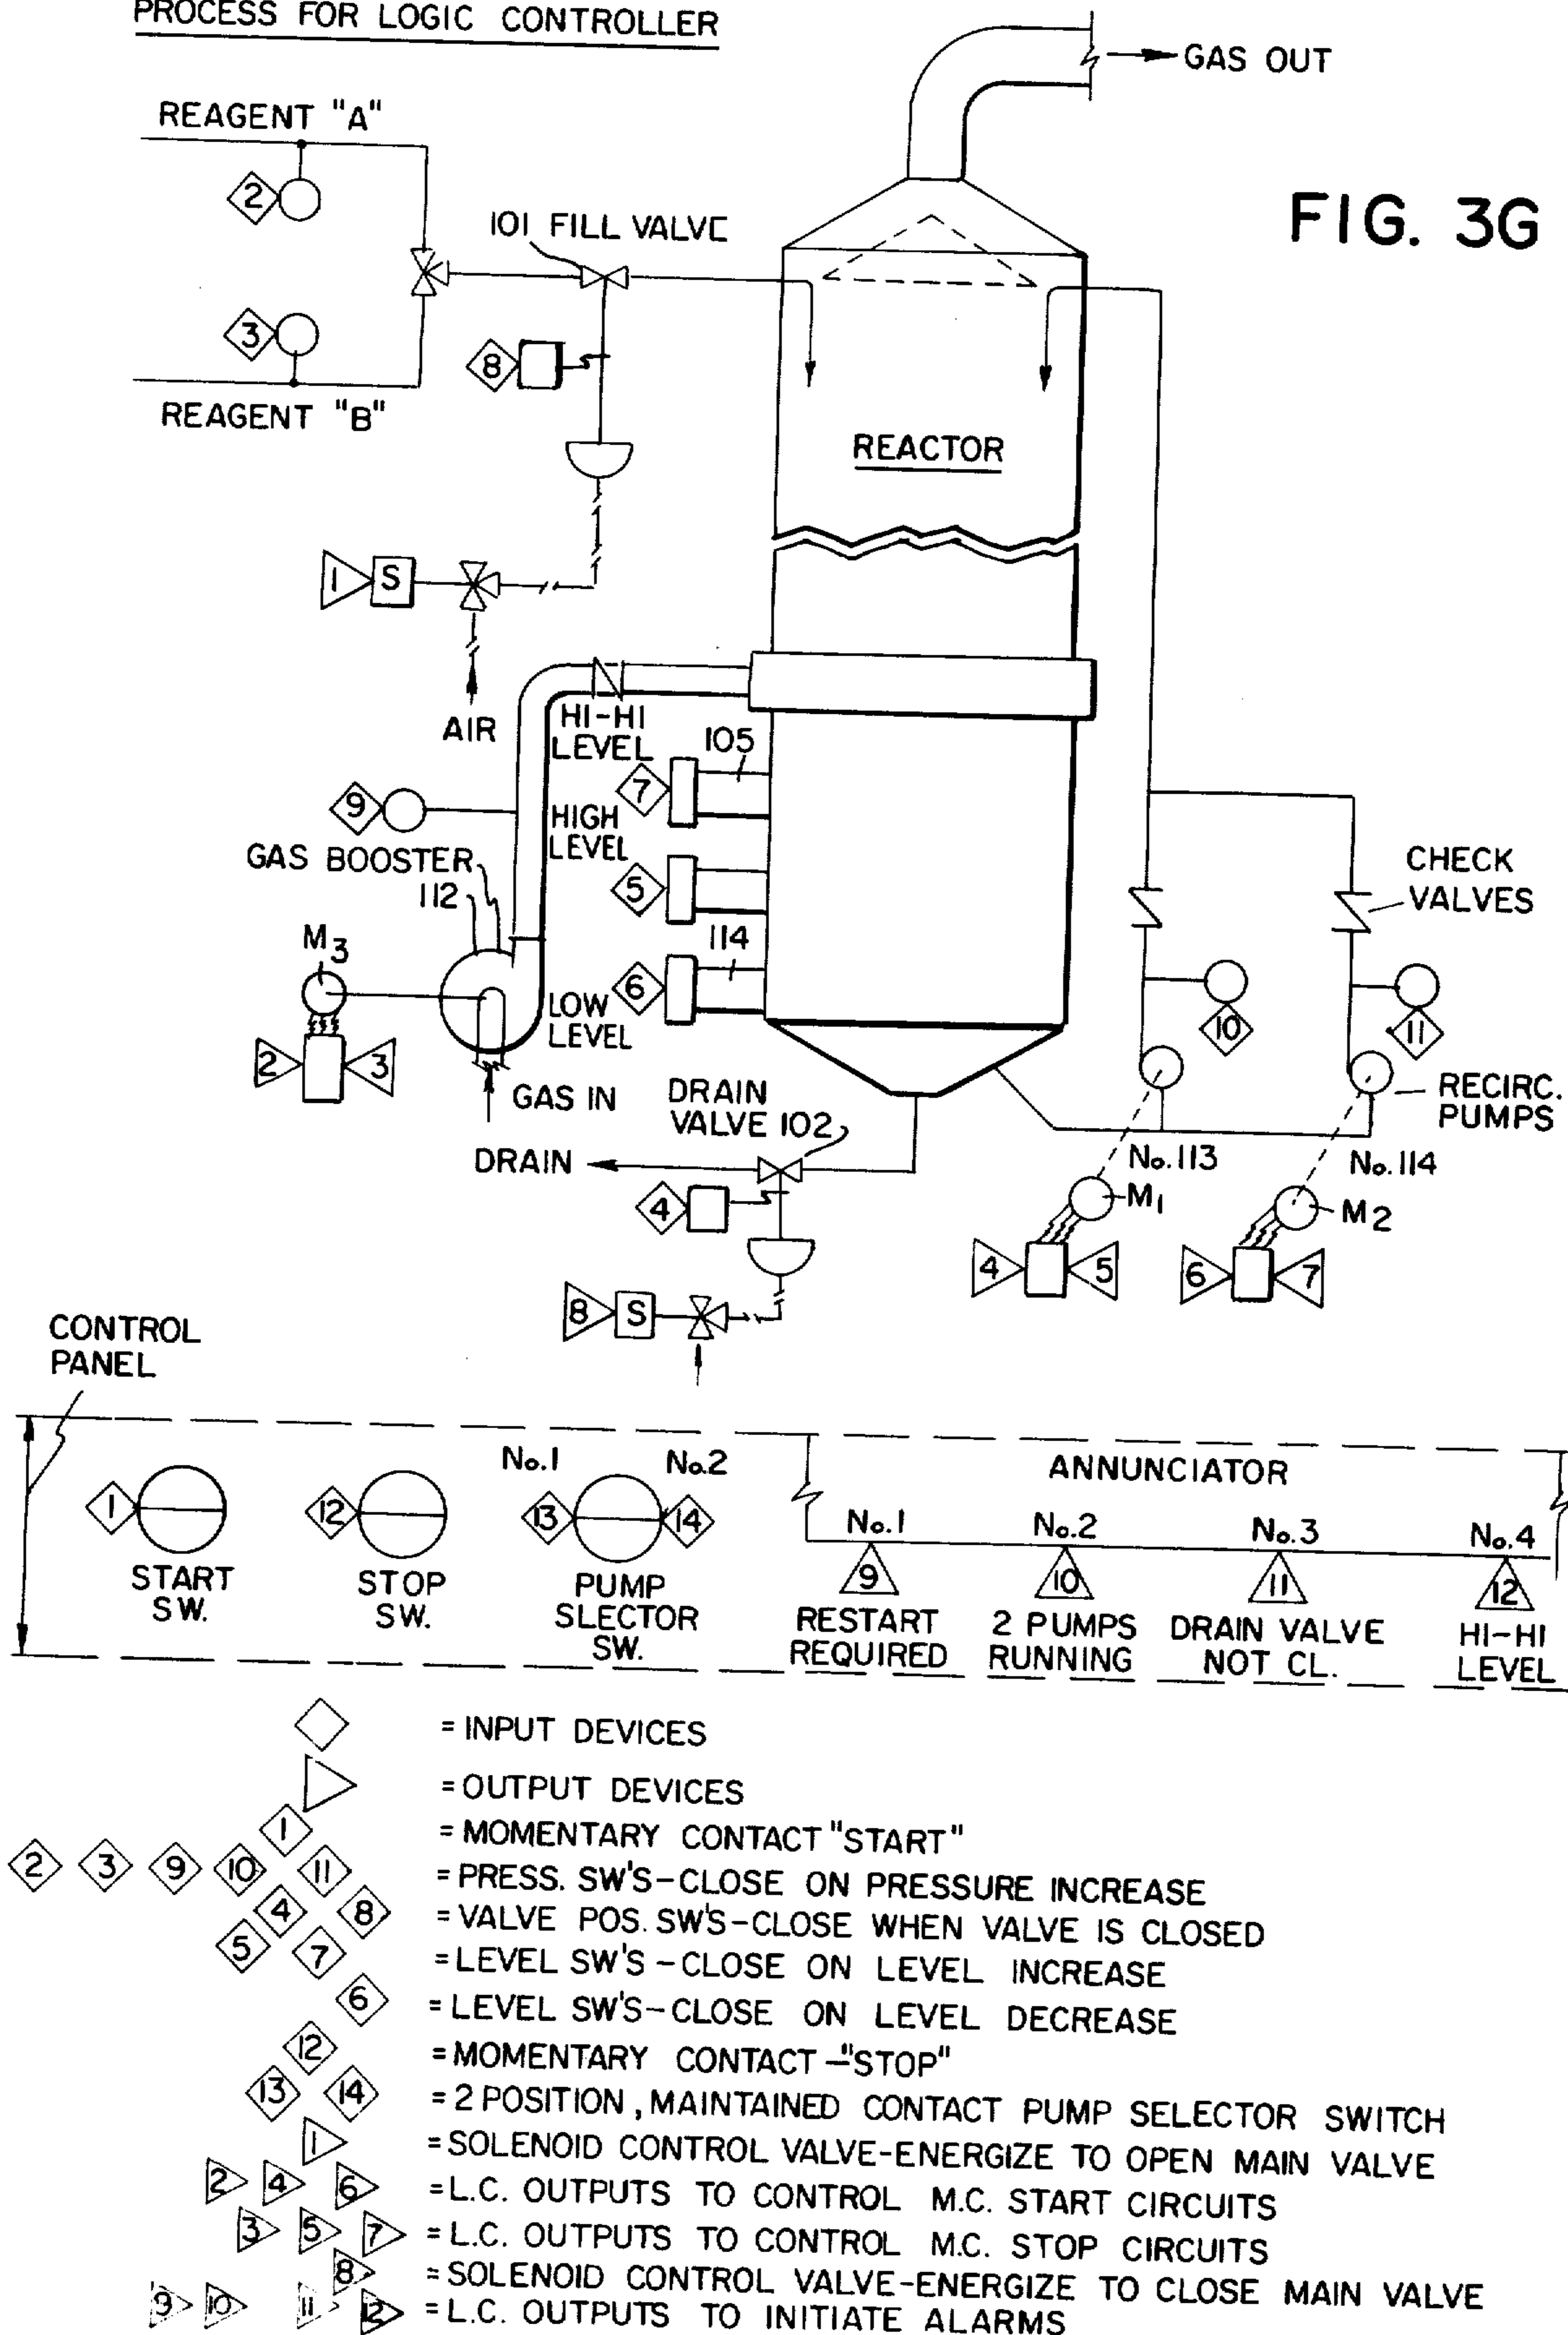 PROCESS FOR LOGIC CONTROLLER
GAS OUT
REAGENT "A"
2
FIG. 3G
101 FILL VALVE
3
8
REAGENT "B"
REACTOR
1 S
AIR
HI-HI
LEVEL
105
7
9
HIGH
LEVEL
GAS BOOSTER
112
5
CHECK
VALVES
114
M3
6
LOW
LEVEL
10
11
2 3
GAS IN
DRAIN
VALVE 102
RECIRC.
PUMPS
DRAIN
No. 113
No. 114
4
M1
M2
4 5
6 7
8 S
CONTROL
PANEL
No. 1 No. 2
ANNUNCIATOR
1
12
13 14
No. 1 No. 2 No. 3 No. 4
9 10 11 12
START
SW.
STOP
SW.
PUMP
SLECTOR
SW.
RESTART
REQUIRED
2 PUMPS
RUNNING
DRAIN VALVE
NOT CL.
HI-HI
LEVEL
= INPUT DEVICES
= OUTPUT DEVICES
1 = MOMENTARY CONTACT "START"
2 3 9 10 11 = PRESS. SW'S-CLOSE ON PRESSURE INCREASE
4 8 = VALVE POS. SW'S-CLOSE WHEN VALVE IS CLOSED
5 7 = LEVEL SW'S - CLOSE ON LEVEL INCREASE
6 = LEVEL SW'S-CLOSE ON LEVEL DECREASE
12 = MOMENTARY CONTACT -"STOP"
13 14 = 2 POSITION, MAINTAINED CONTACT PUMP SELECTOR SWITCH
1 = SOLENOID CONTROL VALVE-ENERGIZE TO OPEN MAIN VALVE
2 4 6 = L.C. OUTPUTS TO CONTROL M.C. START CIRCUITS
3 5 7 = L.C. OUTPUTS TO CONTROL M.C. STOP CIRCUITS
8 = SOLENOID CONTROL VALVE-ENERGIZE TO CLOSE MAIN VALVE
9 10 11 12 = L.C. OUTPUTS TO INITIATE ALARMS